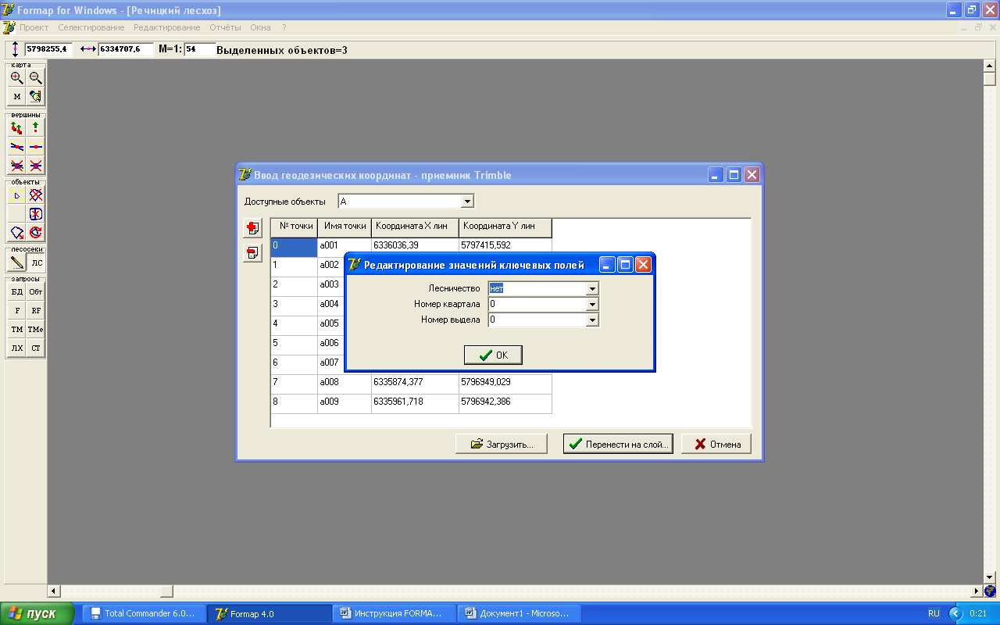 Formap for Windows - [Речицкий лесхоз]
Проект Селектирование Редактирование Отчёты Окна ?
5798255,4 6334707,6 М=1: 54 Выделенных объектов=3
карта
М
вершины
объекты
лесосеки
ЛС
запросы
БД Обт
F RF
ТМ ТМе
ЛХ СТ
Ввод геодезических координат - приемник Trimble
Доступные объекты A
№ точки Имя точки Координата X лин Координата Y лин
0 a001 6336036,39 5797415,592
1 a002
2 a003
3 a004
4 a005
5 a006
6 a007
7 a008 6335874,377 5796949,029
8 a009 6335961,718 5796942,386
Редактирование значений ключевых полей
Лесничество нет
Номер квартала 0
Номер выдела 0
OK
Загрузить... Перенести на слой... Отмена
пуск Total Commander 6.0... Formap 4.0 Инструкция FORMA... Документ1 - Microso... RU 0:21